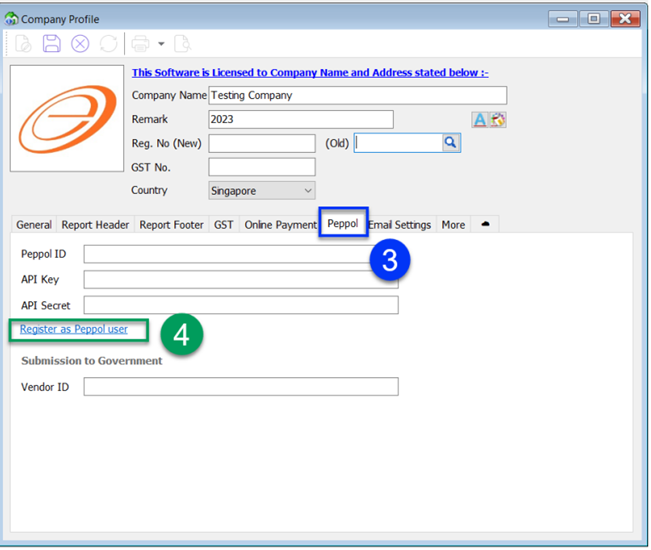 Company Profile
This Software is Licensed to Company Name and Address stated below :-
Company Name Testing Company
Remark 2023
Reg. No (New) (Old)
GST No.
Country Singapore
General Report Header Report Footer GST Online Payment Peppol Email Settings More
Peppol ID
3
API Key
API Secret
Register as Peppol user
4
Submission to Government
Vendor ID